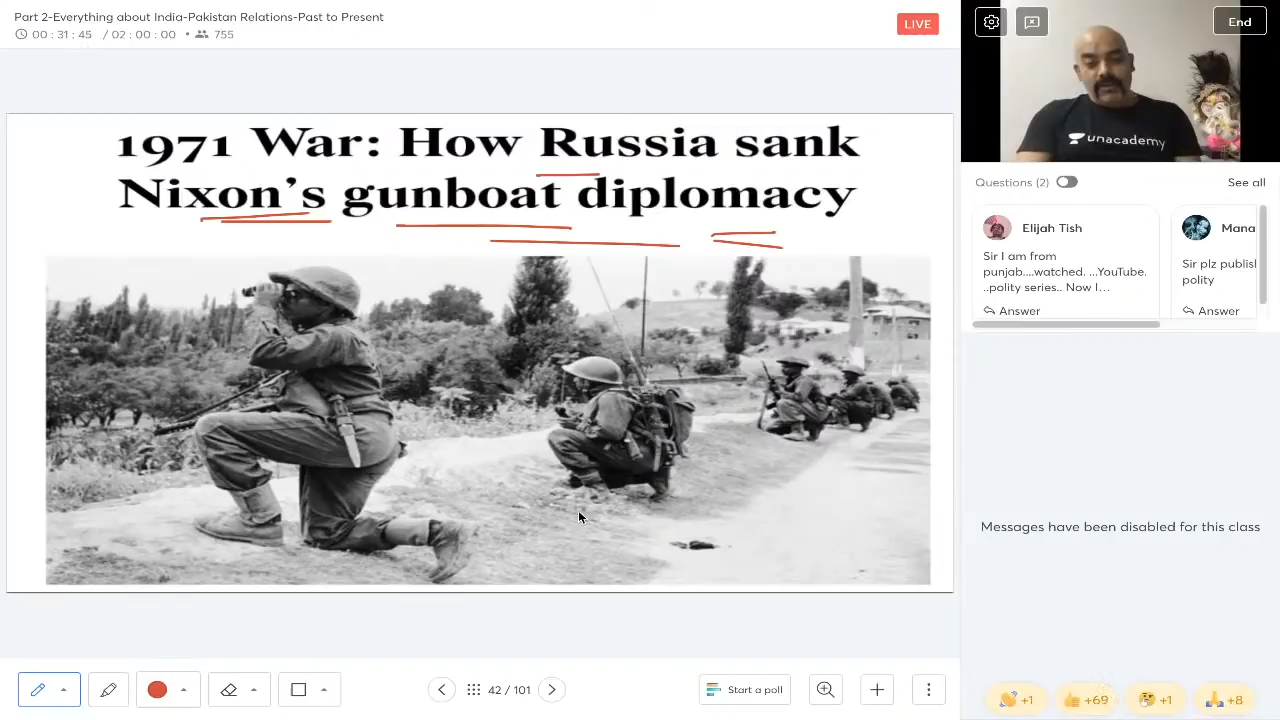 Part 2-Everything about India-Pakistan Relations-Past to Present
00 : 31 : 45 / 02 : 00 : 00 • 755
LIVE
End
1971 War: How Russia sank
Nixon's gunboat diplomacy
unacademy
Questions (2)
See all
Elijah Tish
Sir I am from
punjab....watched. ...YouTube.
..polity series.. Now I...
Answer
Mana
Sir plz publisl
polity
Answer
Messages have been disabled for this class
42 / 101
Start a poll
+1
+69
+1
+8